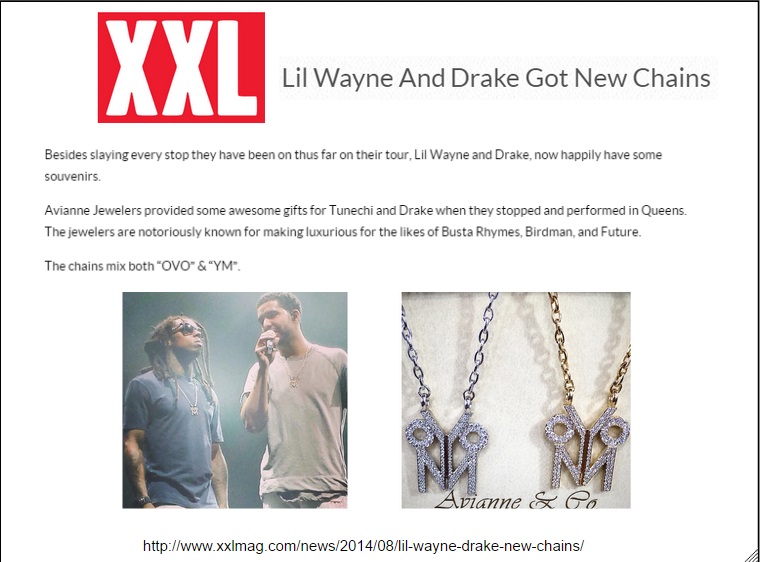 XXL
Lil Wayne And Drake Got New Chains
Besides slaying every stop they have been on thus far on their tour, Lil Wayne and Drake, now happily have some
souvenirs.
Avianne Jewelers provided some awesome gifts for Tunechi and Drake when they stopped and performed in Queens.
The jewelers are notoriously known for making luxurious for the likes of Busta Rhymes, Birdman, and Future.
The chains mix both "OVO" & "YM".
Avianne & Co
http://www.xxlmag.com/news/2014/08/lil-wayne-drake-new-chains/